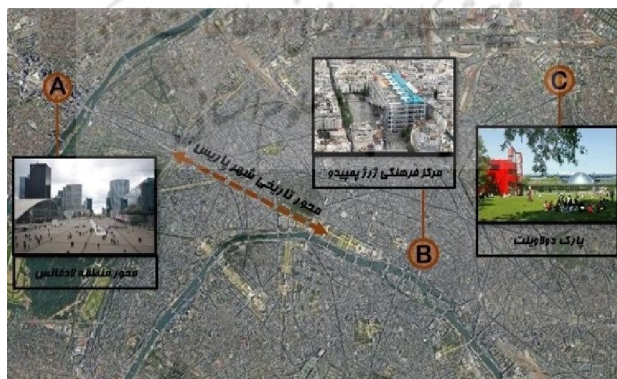 A
C
محور تاریخی شهر پاریس
مرکز فرهنگی ژرژ پمپیدو
B
پارک دولاویلت
محور منطقه لادفانس